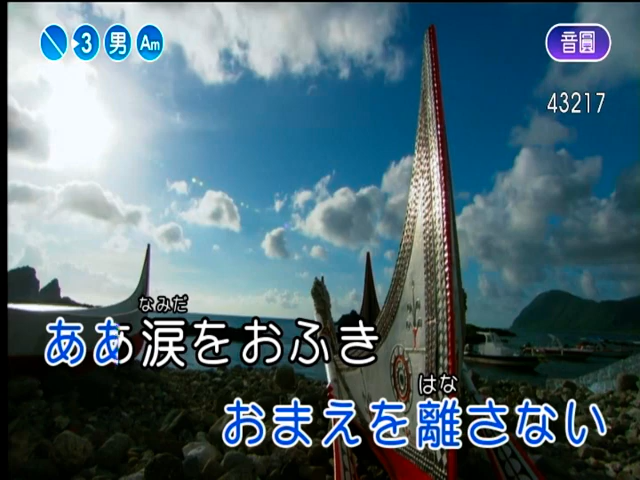 3 男 Am
音圓
43217
なみだ
ああ涙をおふき
はな
おまえを離さない